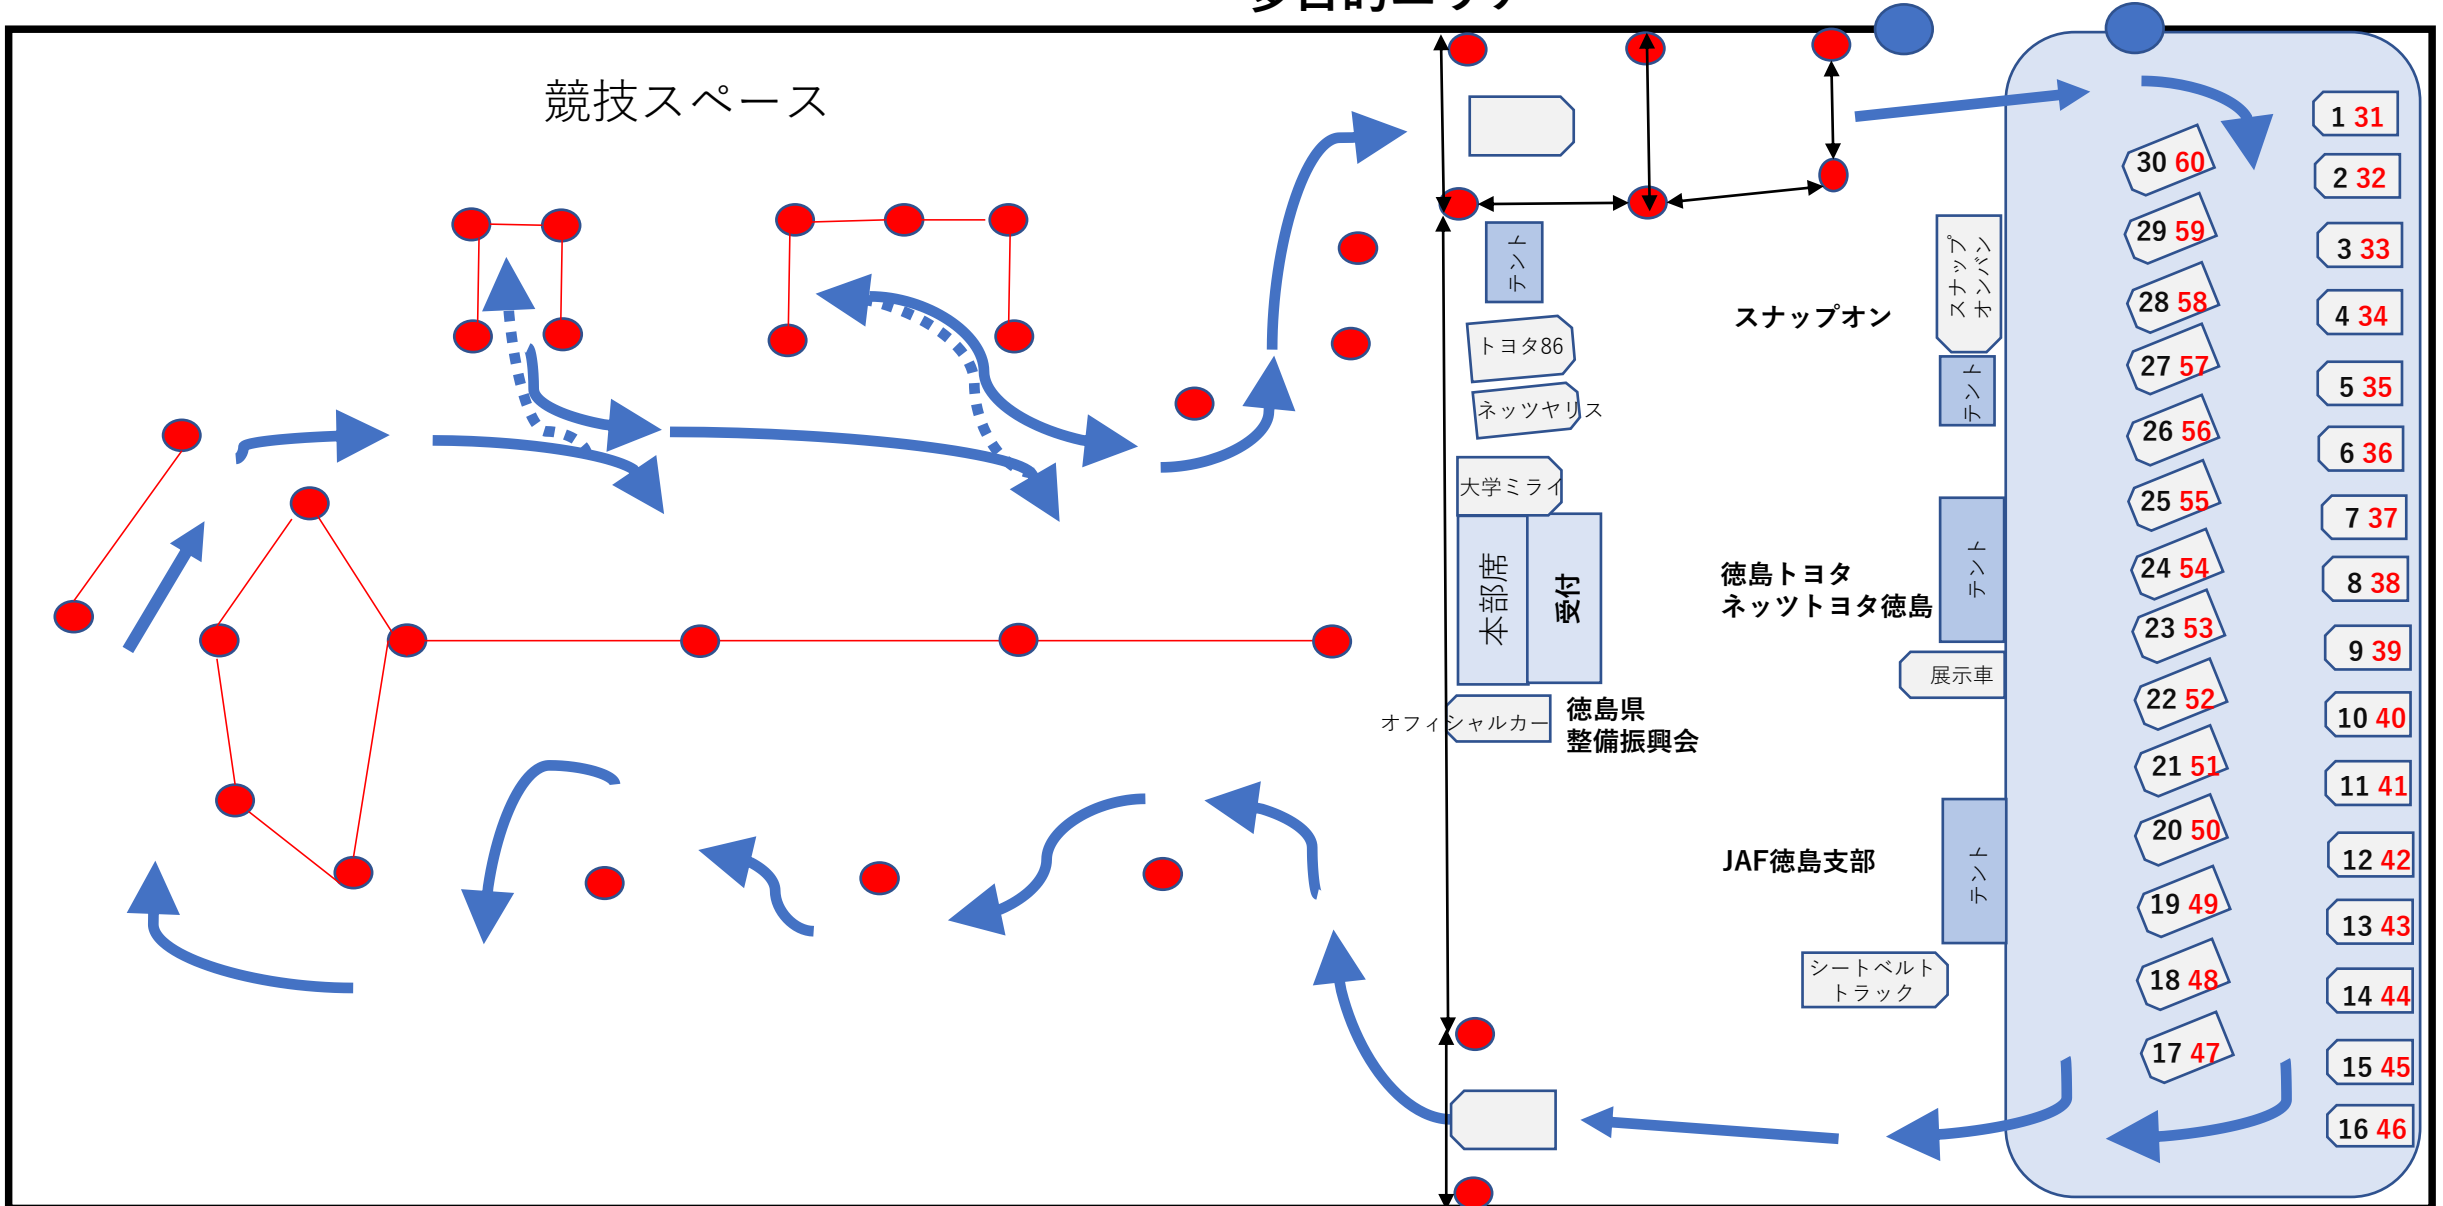 多目的エリア
競技スペース
テント
トヨタ86
ネッツヤリス
大学ミライ
本部席
受付
オフィシャルカー
徳島県
整備振興会
スナップオン
スナップ
オンバン
テント
徳島トヨタ
ネッツトヨタ徳島
テント
展示車
JAF徳島支部
テント
シートベルト
トラック
30 60
29 59
28 58
27 57
26 56
25 55
24 54
23 53
22 52
21 51
20 50
19 49
18 48
17 47
1 31
2 32
3 33
4 34
5 35
6 36
7 37
8 38
9 39
10 40
11 41
12 42
13 43
14 44
15 45
16 46